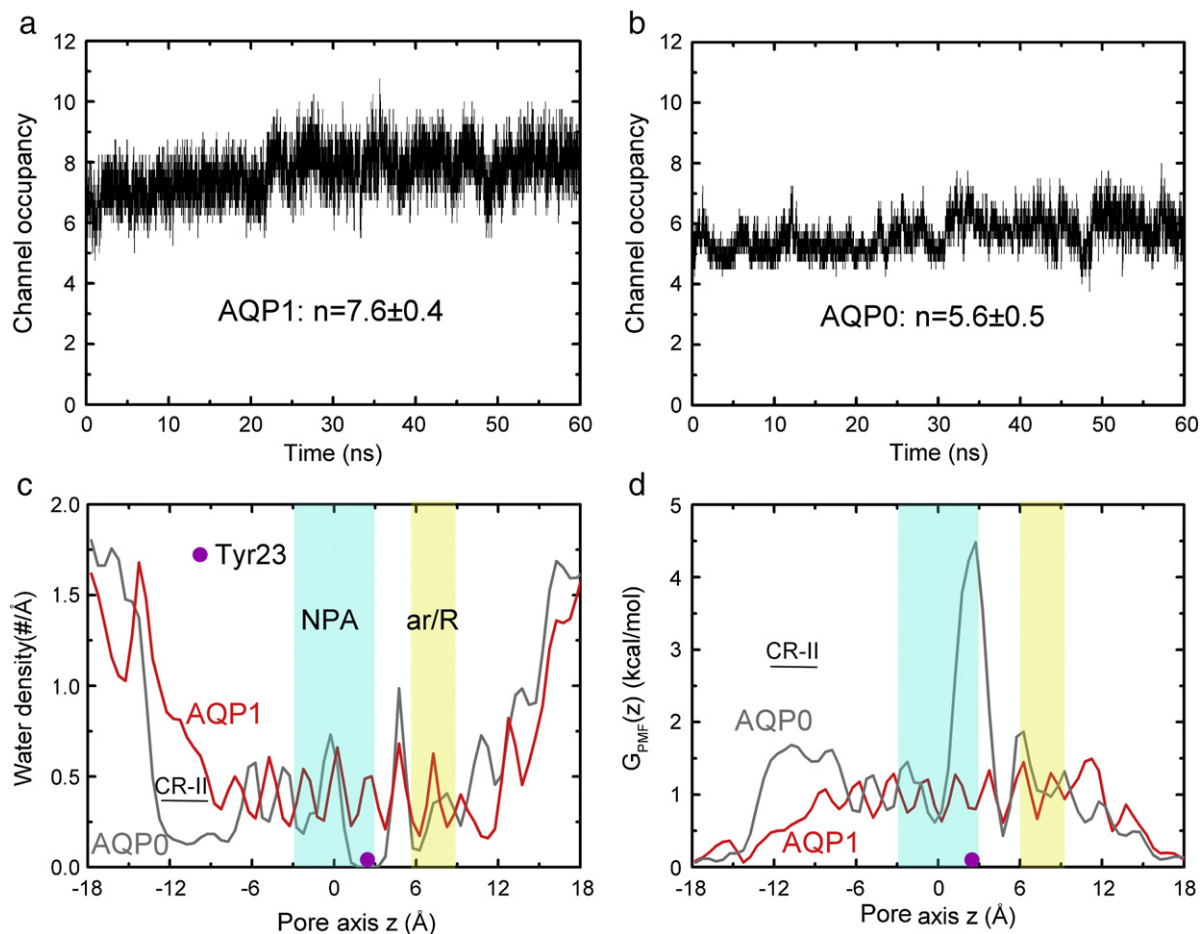 a
12
10
8
6
4
2
0
Channel occupancy
AQP1: n=7.6±0.4
0 10 20 30 40 50 60
Time (ns)
b
12
10
8
6
4
2
0
Channel occupancy
AQP0: n=5.6±0.5
0 10 20 30 40 50 60
Time (ns)
c
2.0
1.5
1.0
0.5
0.0
Water density(#/Å)
Tyr23
NPA
ar/R
AQP1
CR-II
AQP0
-18 -12 -6 0 6 12 18
Pore axis z (Å)
d
5
4
3
2
1
0
G_PMF(z) (kcal/mol)
CR-II
AQP0
AQP1
-18 -12 -6 0 6 12 18
Pore axis z (Å)